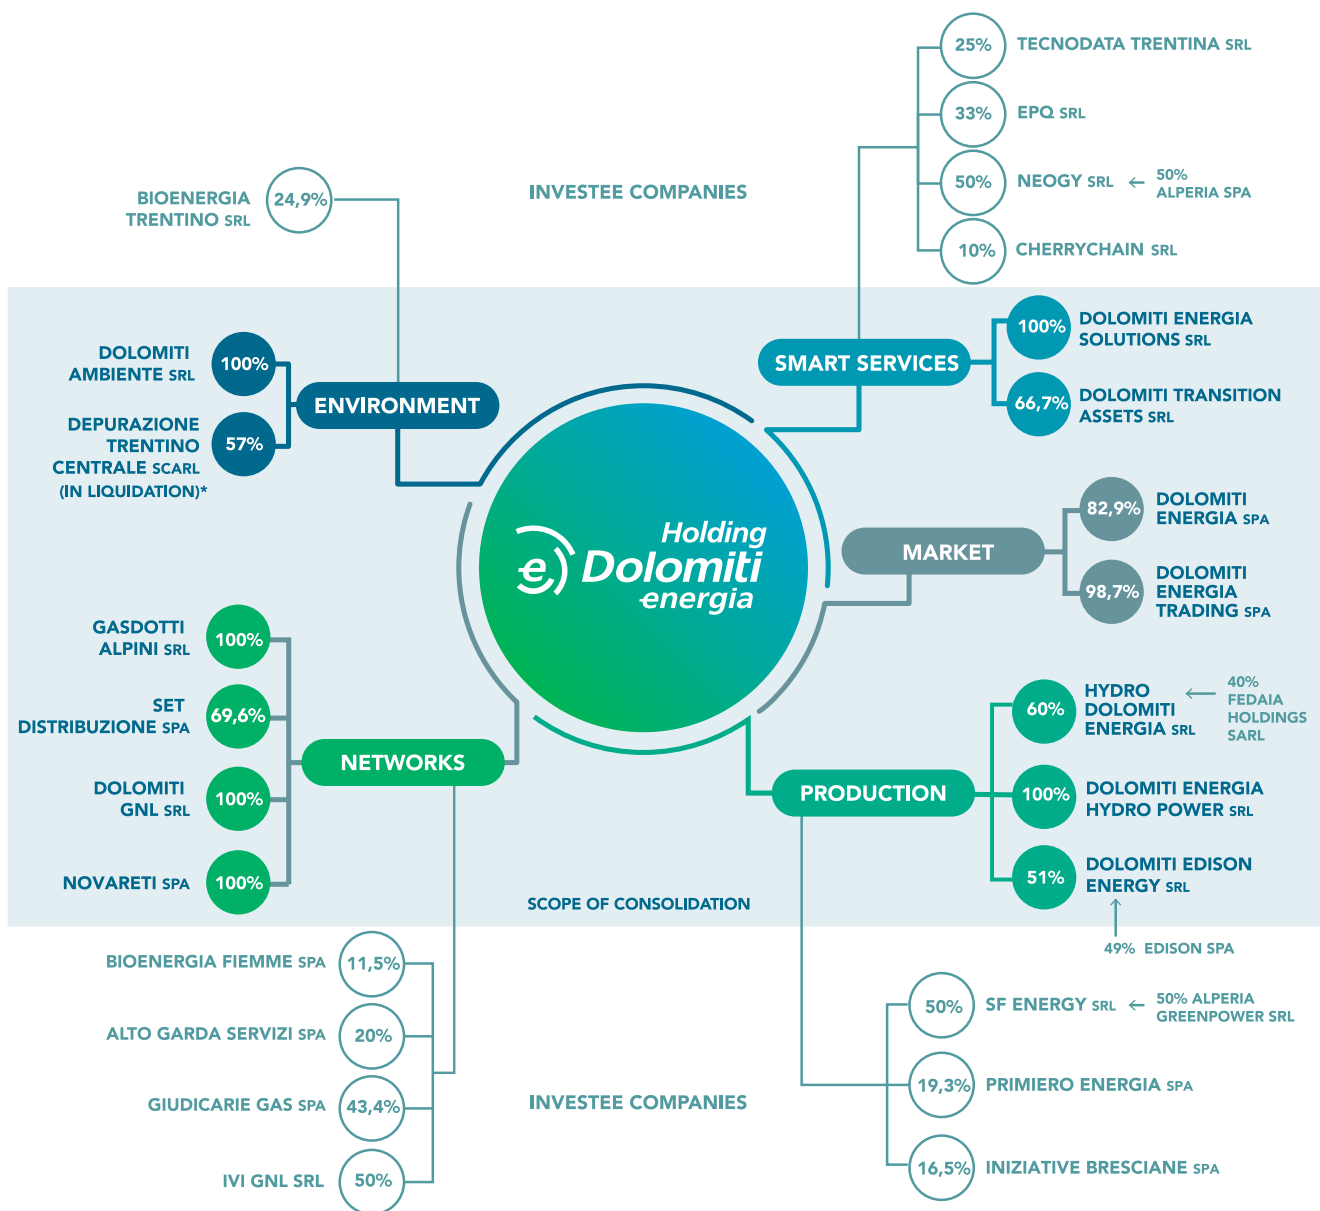 25% TECNODATA TRENTINA SRL
33% EPQ SRL
50% NEOGY SRL ← 50%
ALPERIA SPA
10% CHERRYCHAIN SRL
BIOENERGIA
TRENTINO SRL
24,9%
INVESTEE COMPANIES
DOLOMITI
AMBIENTE SRL
100%
DEPURAZIONE
TRENTINO
CENTRALE SCARL
(IN LIQUIDATION)*
57%
ENVIRONMENT
SMART SERVICES
100%
DOLOMITI ENERGIA
SOLUTIONS SRL
66,7%
DOLOMITI TRANSITION
ASSETS SRL
Holding
e Dolomiti
energia
MARKET
82,9%
DOLOMITI
ENERGIA SPA
98,7%
DOLOMITI
ENERGIA
TRADING SPA
GASDOTTI
ALPINI SRL
100%
SET
DISTRIBUZIONE SPA
69,6%
DOLOMITI
GNL SRL
100%
NOVARETI SPA
100%
NETWORKS
PRODUCTION
60%
HYDRO
DOLOMITI
ENERGIA SRL
← 40%
FEDAIA
HOLDINGS
SARL
100%
DOLOMITI ENERGIA
HYDRO POWER SRL
51%
DOLOMITI EDISON
ENERGY SRL
49% EDISON SPA
SCOPE OF CONSOLIDATION
BIOENERGIA FIEMME SPA 11,5%
ALTO GARDA SERVIZI SPA 20%
GIUDICARIE GAS SPA 43,4%
IVI GNL SRL 50%
INVESTEE COMPANIES
50% SF ENERGY SRL ← 50% ALPERIA
GREENPOWER SRL
19,3% PRIMIERO ENERGIA SPA
16,5% INIZIATIVE BRESCIANE SPA